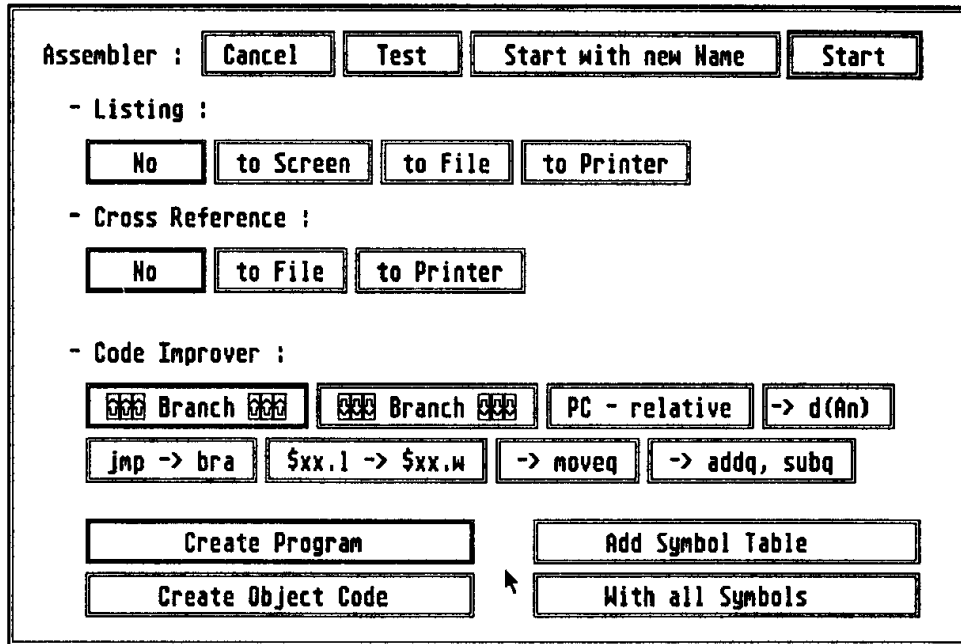 Assembler : Cancel Test Start with new Name Start
- Listing :
No to Screen to File to Printer
- Cross Reference :
No to File to Printer
- Code Improver :
⇧⇧⇧ Branch ⇧⇧⇧ ⇩⇩⇩ Branch ⇩⇩⇩ PC - relative -> d(An)
jmp -> bra $xx.l -> $xx.w -> moveq -> addq, subq
Create Program Add Symbol Table
Create Object Code With all Symbols